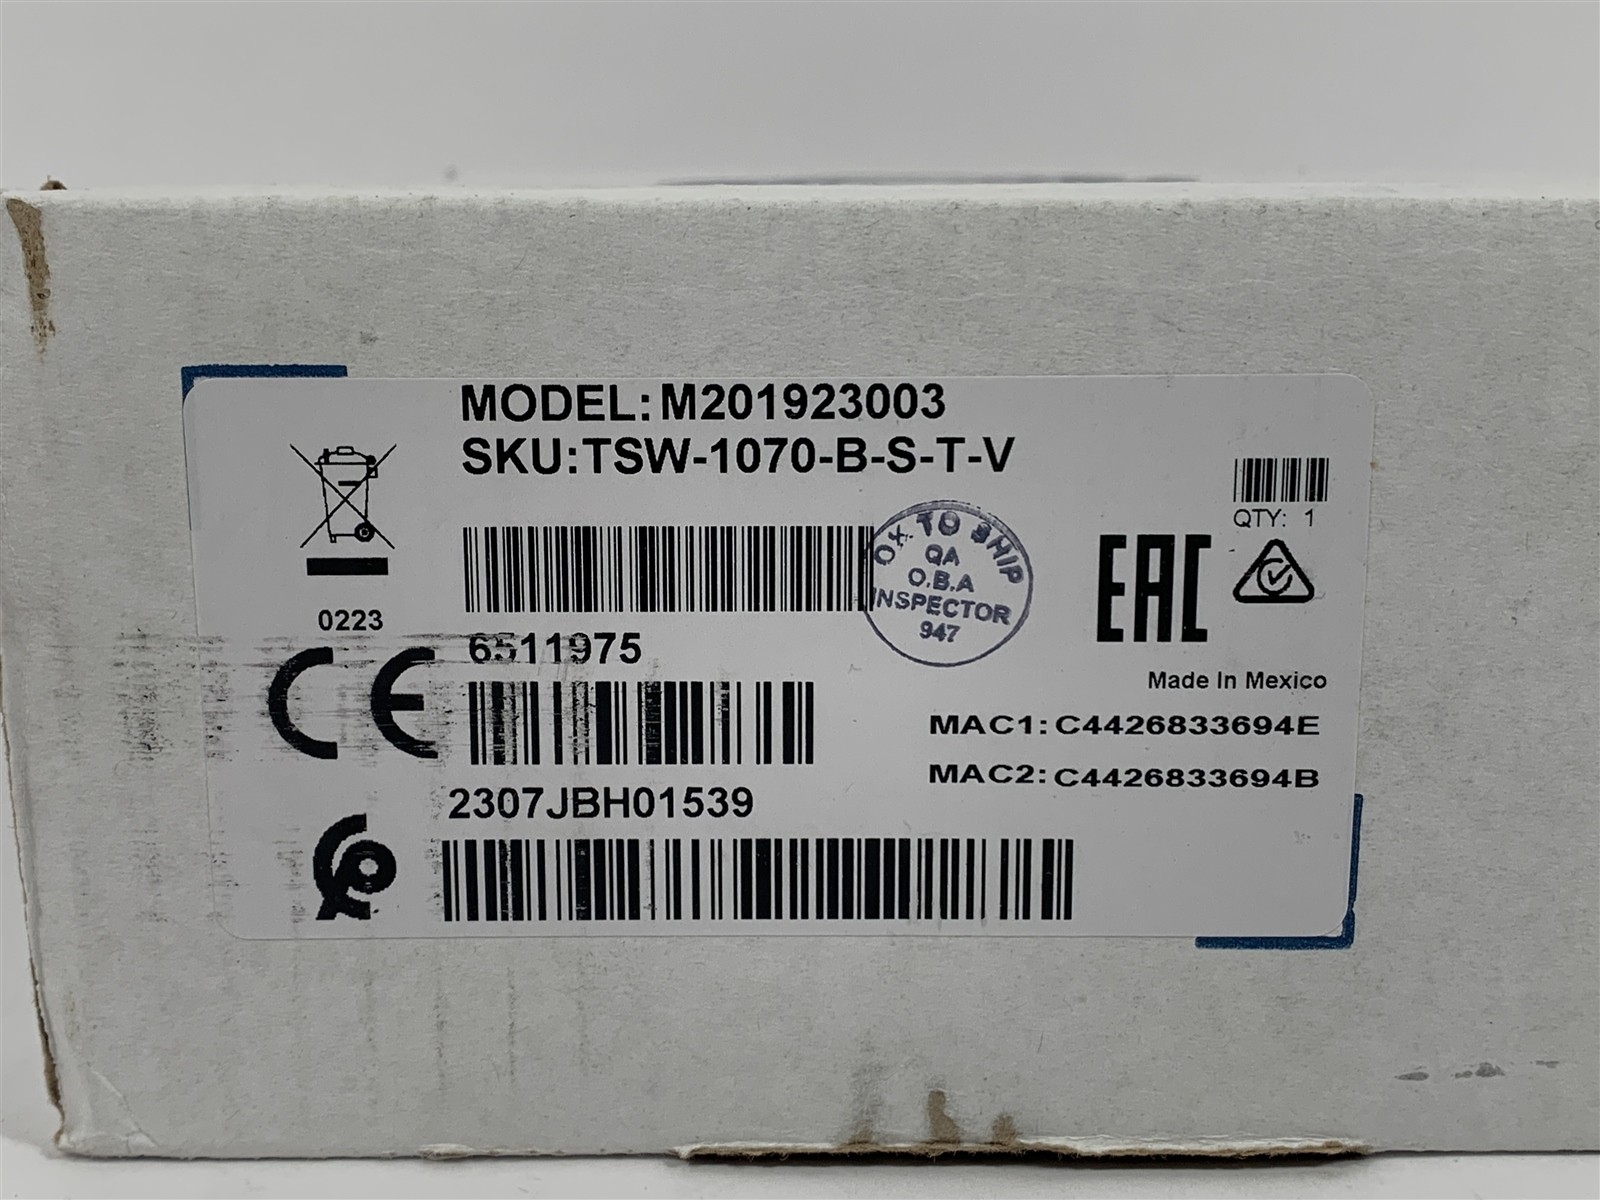 MODEL: M201923003
SKU: TSW-1070-B-S-T-V
QTY: 1
OK TO SHIP
QA
O.B.A
INSPECTOR
947
EAC
0223
6511975
CE
Made In Mexico
MAC1: C4426833694E
MAC2: C4426833694B
2307JBH01539